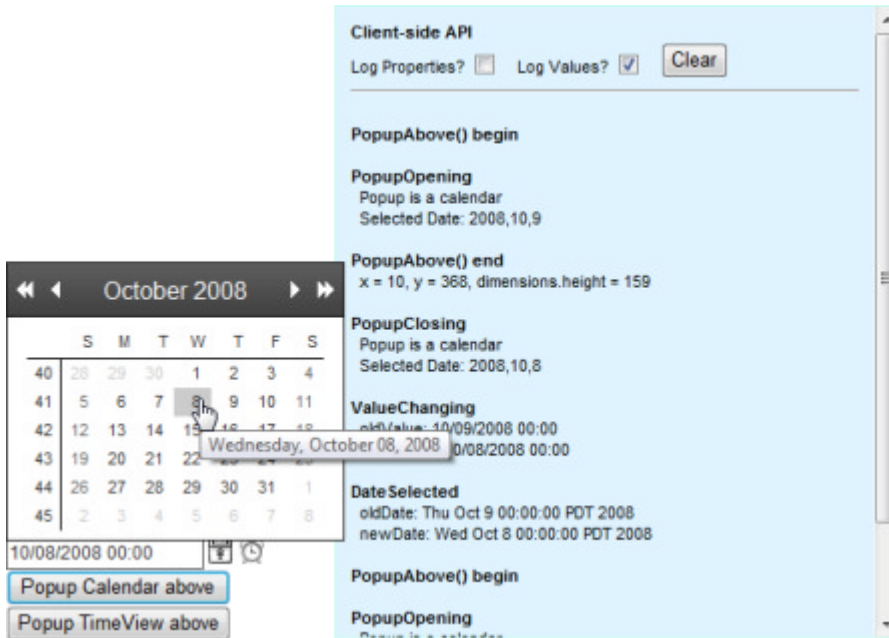 Client-side API
Log Properties? Log Values? Clear
PopupAbove() begin
PopupOpening
Popup is a calendar
Selected Date: 2008,10,9
PopupAbove() end
x = 10, y = 368, dimensions.height = 159
PopupClosing
Popup is a calendar
Selected Date: 2008,10,8
ValueChanging
oldValue: 10/09/2008 00:00
0/08/2008 00:00
DateSelected
oldDate: Thu Oct 9 00:00:00 PDT 2008
newDate: Wed Oct 8 00:00:00 PDT 2008
PopupAbove() begin
PopupOpening
October 2008
S M T W T F S
40 28 29 30 1 2 3 4
41 5 6 7 8 9 10 11
42 12 13 14 15 16 17 18
Wednesday, October 08, 2008
43 19 20 21 22
44 26 27 28 29 30 31 1
45 2 3 4 5 6 7 8
10/08/2008 00:00
Popup Calendar above
Popup TimeView above